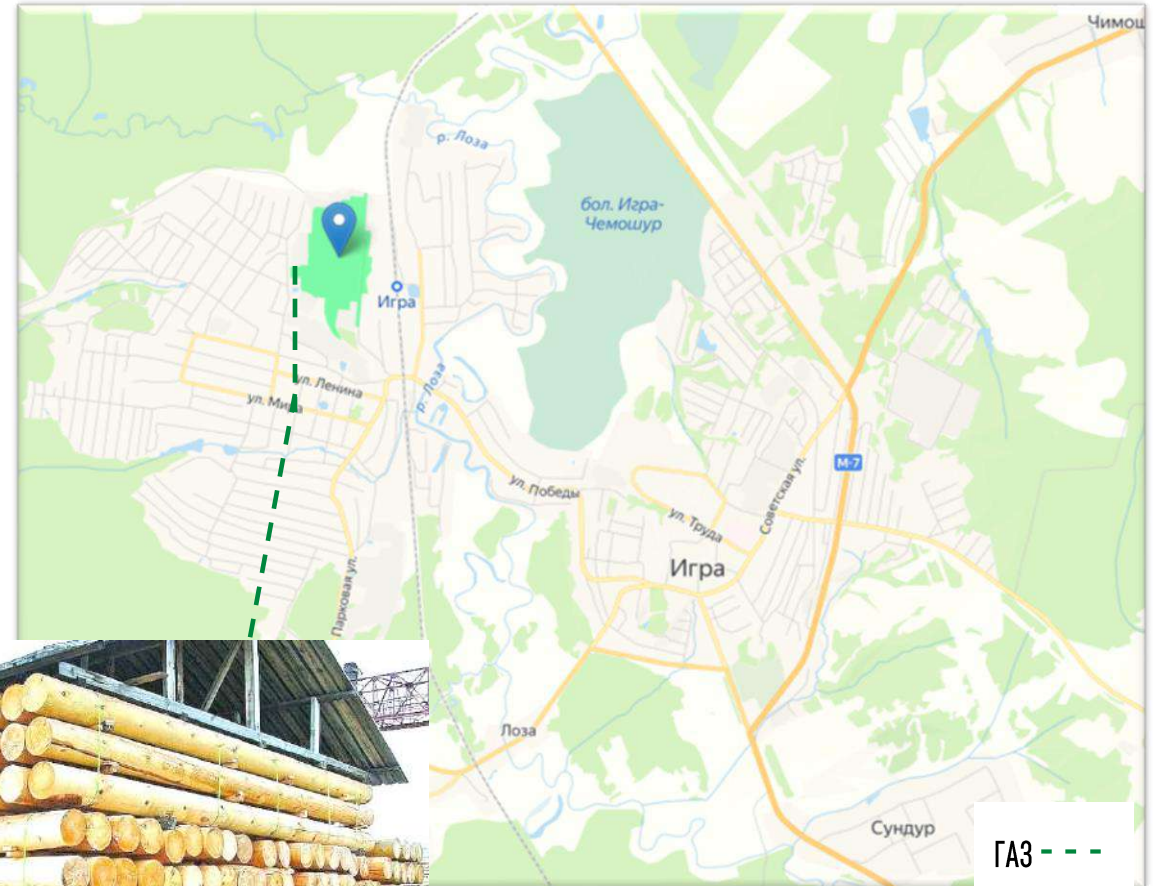 Чимош
р. Лоза
бол. Игра-
Чемошур
Игра
р. Лоза
ул. Ленина
ул. Мира
М-7
ул. Победы
Советская ул.
ул. Труда
Игра
Парковая ул.
Лоза
Сундур
ГАЗ